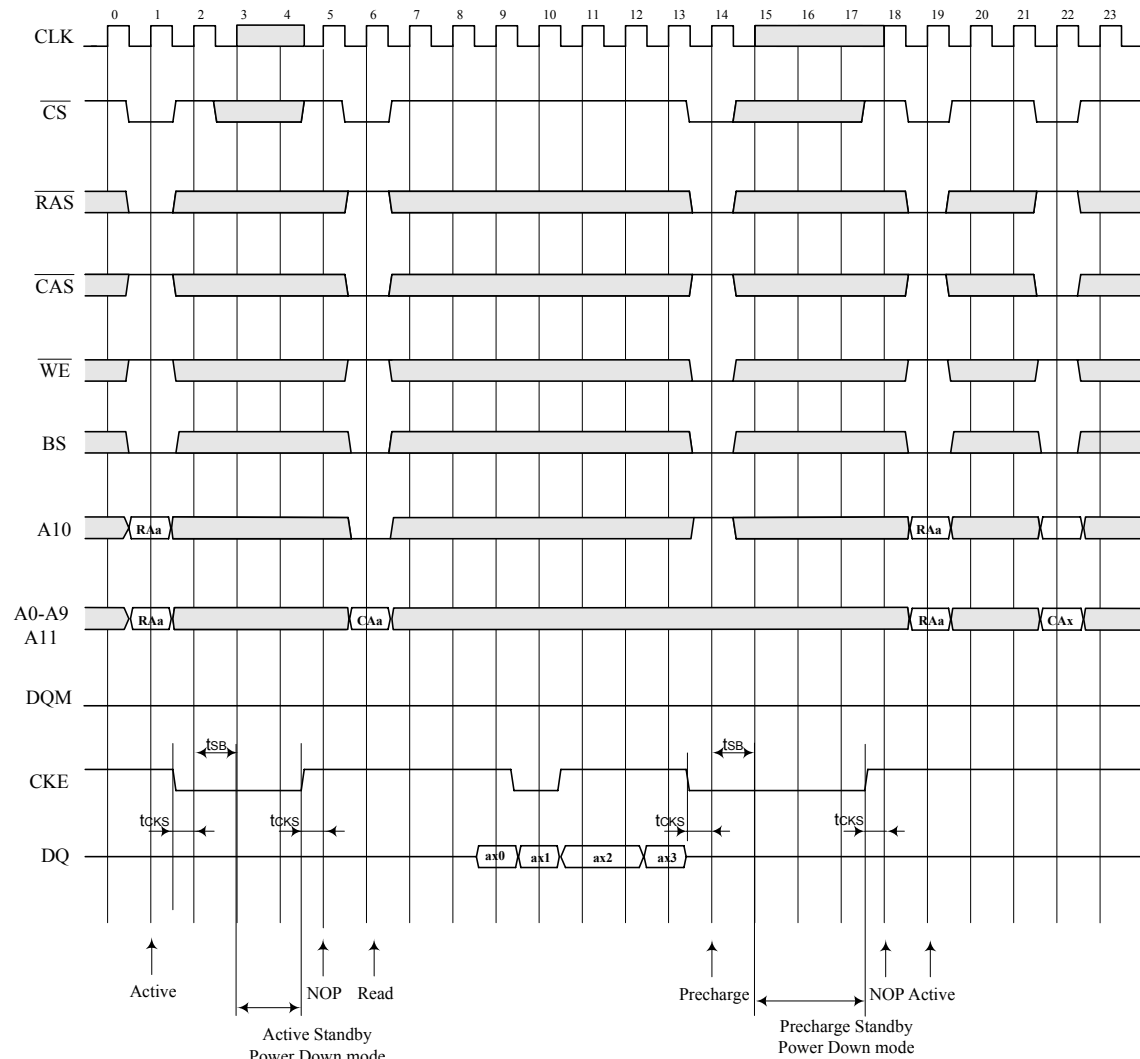 0 1 2 3 4 5 6 7 8 9 10 11 12 13 14 15 16 17 18 19 20 21 22 23
CLK
CS
RAS
CAS
WE
BS
A10 RAa RAa
A0-A9
A11
RAa CAa RAa CAx
DQM
tSB tSB
CKE
tCKS tCKS tCKS tCKS
DQ ax0 ax1 ax2 ax3
Active NOP Read Precharge NOP Active
Active Standby
Power Down mode
Precharge Standby
Power Down mode